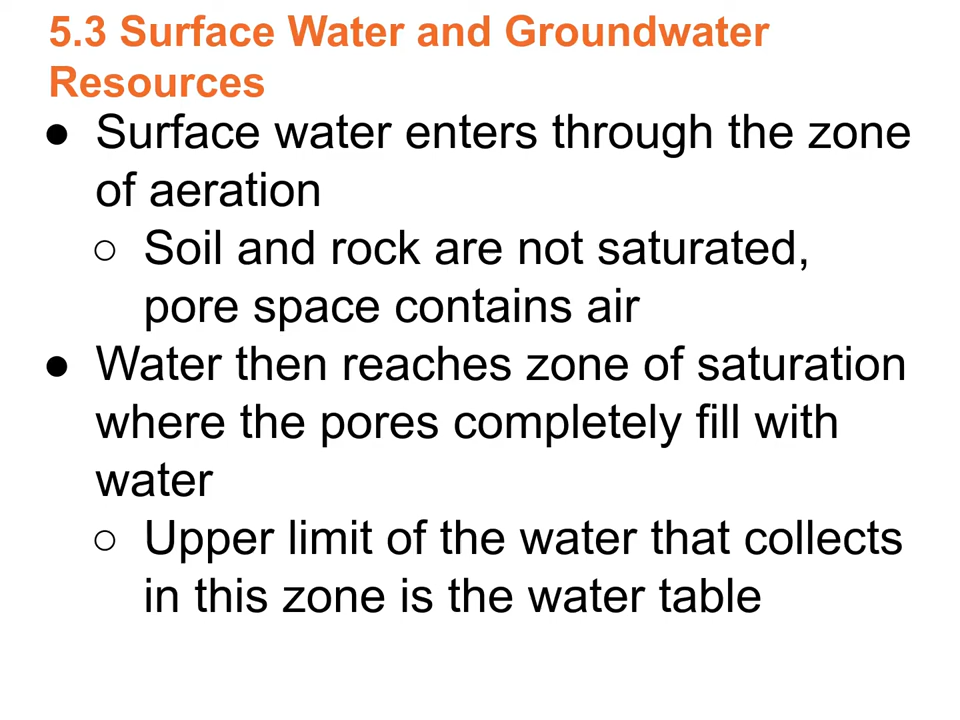 5.3 Surface Water and Groundwater
Resources
● Surface water enters through the zone
of aeration
○ Soil and rock are not saturated,
pore space contains air
● Water then reaches zone of saturation
where the pores completely fill with
water
○ Upper limit of the water that collects
in this zone is the water table